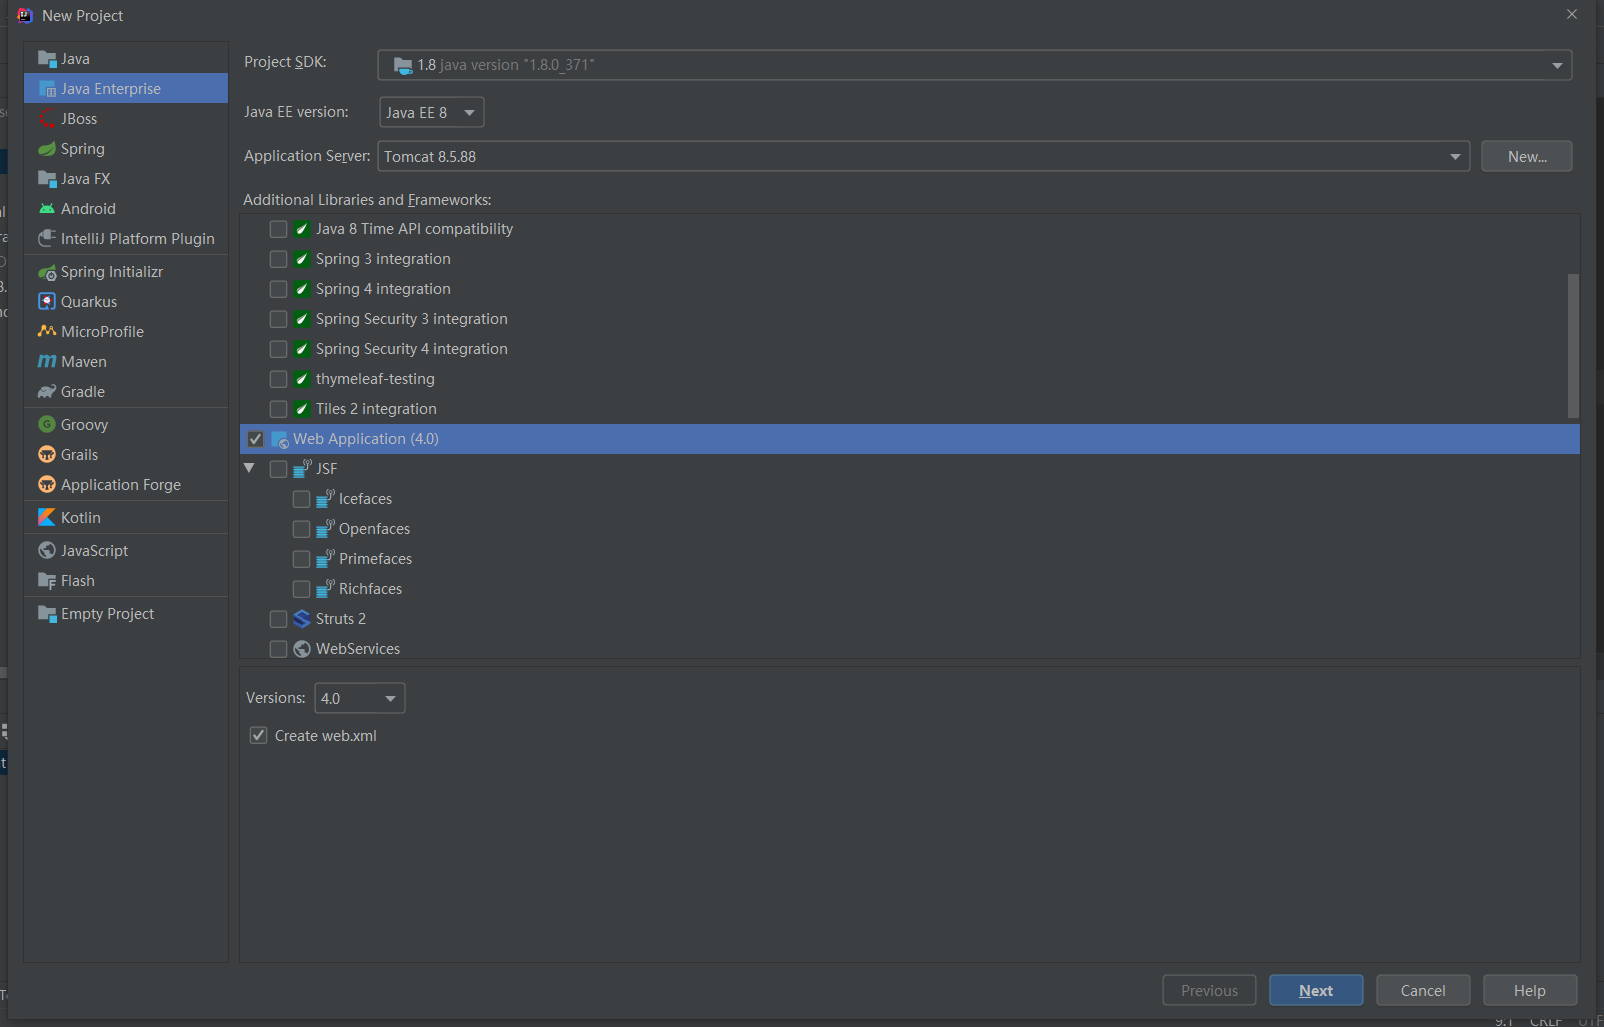 New Project
Java
Java Enterprise
JBoss
Spring
Java FX
Android
IntelliJ Platform Plugin
Spring Initializr
Quarkus
MicroProfile
Maven
Gradle
Groovy
Grails
Application Forge
Kotlin
JavaScript
Flash
Empty Project
Project SDK: 1.8 java version "1.8.0_371"
Java EE version: Java EE 8
Application Server: Tomcat 8.5.88 New...
Additional Libraries and Frameworks:
Java 8 Time API compatibility
Spring 3 integration
Spring 4 integration
Spring Security 3 integration
Spring Security 4 integration
thymeleaf-testing
Tiles 2 integration
Web Application (4.0)
JSF
Icefaces
Openfaces
Primefaces
Richfaces
Struts 2
WebServices
Versions: 4.0
Create web.xml
Previous Next Cancel Help
9:1 CRLF UTF